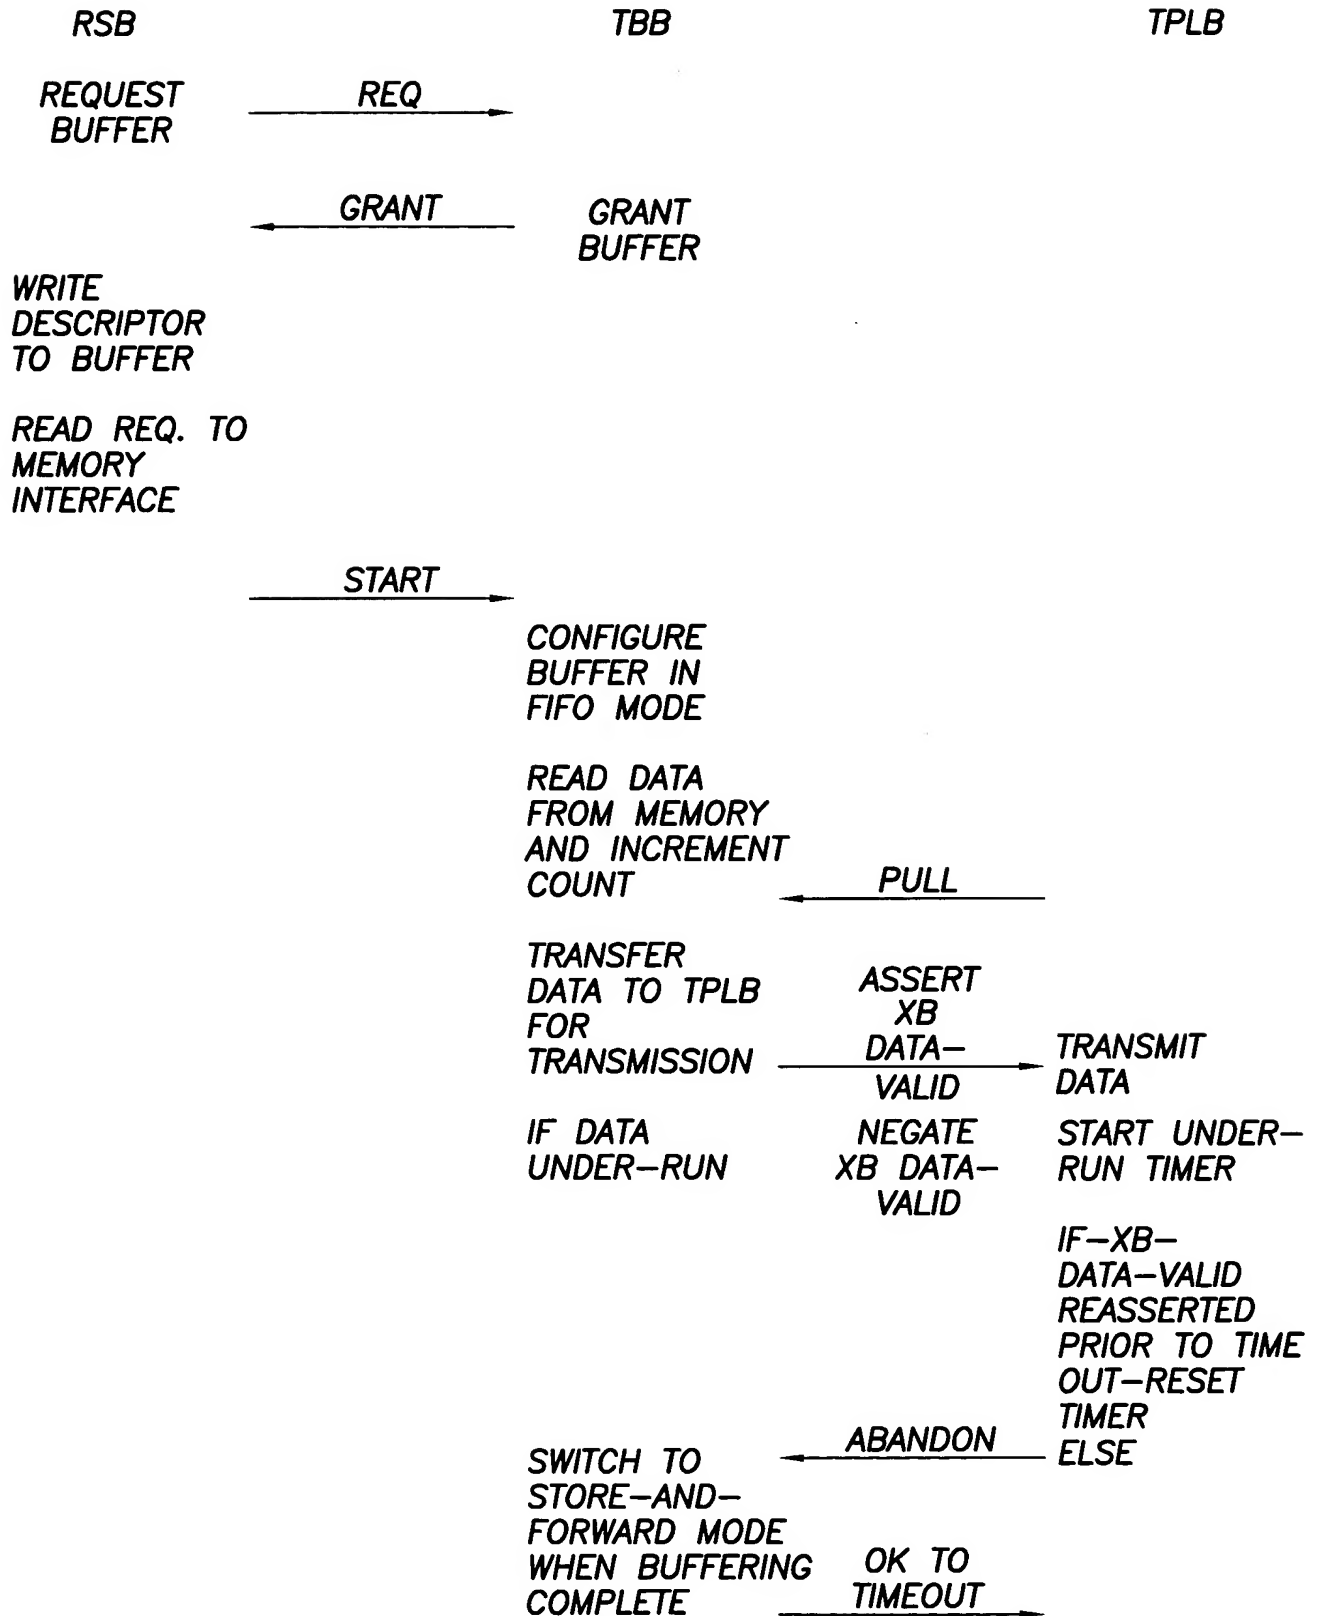 RSB TBB TPLB
REQUEST REQ
BUFFER
GRANT GRANT
BUFFER
WRITE
DESCRIPTOR
TO BUFFER
READ REQ. TO
MEMORY
INTERFACE
START
CONFIGURE
BUFFER IN
FIFO MODE
READ DATA
FROM MEMORY
AND INCREMENT
COUNT PULL
TRANSFER
DATA TO TPLB
FOR
TRANSMISSION
ASSERT
XB
DATA-
VALID
TRANSMIT
DATA
IF DATA
UNDER-RUN
NEGATE
XB DATA-
VALID
START UNDER-
RUN TIMER
IF-XB-
DATA-VALID
REASSERTED
PRIOR TO TIME
OUT-RESET
TIMER
ELSE
ABANDON
SWITCH TO
STORE-AND-
FORWARD MODE
WHEN BUFFERING
COMPLETE
OK TO
TIMEOUT